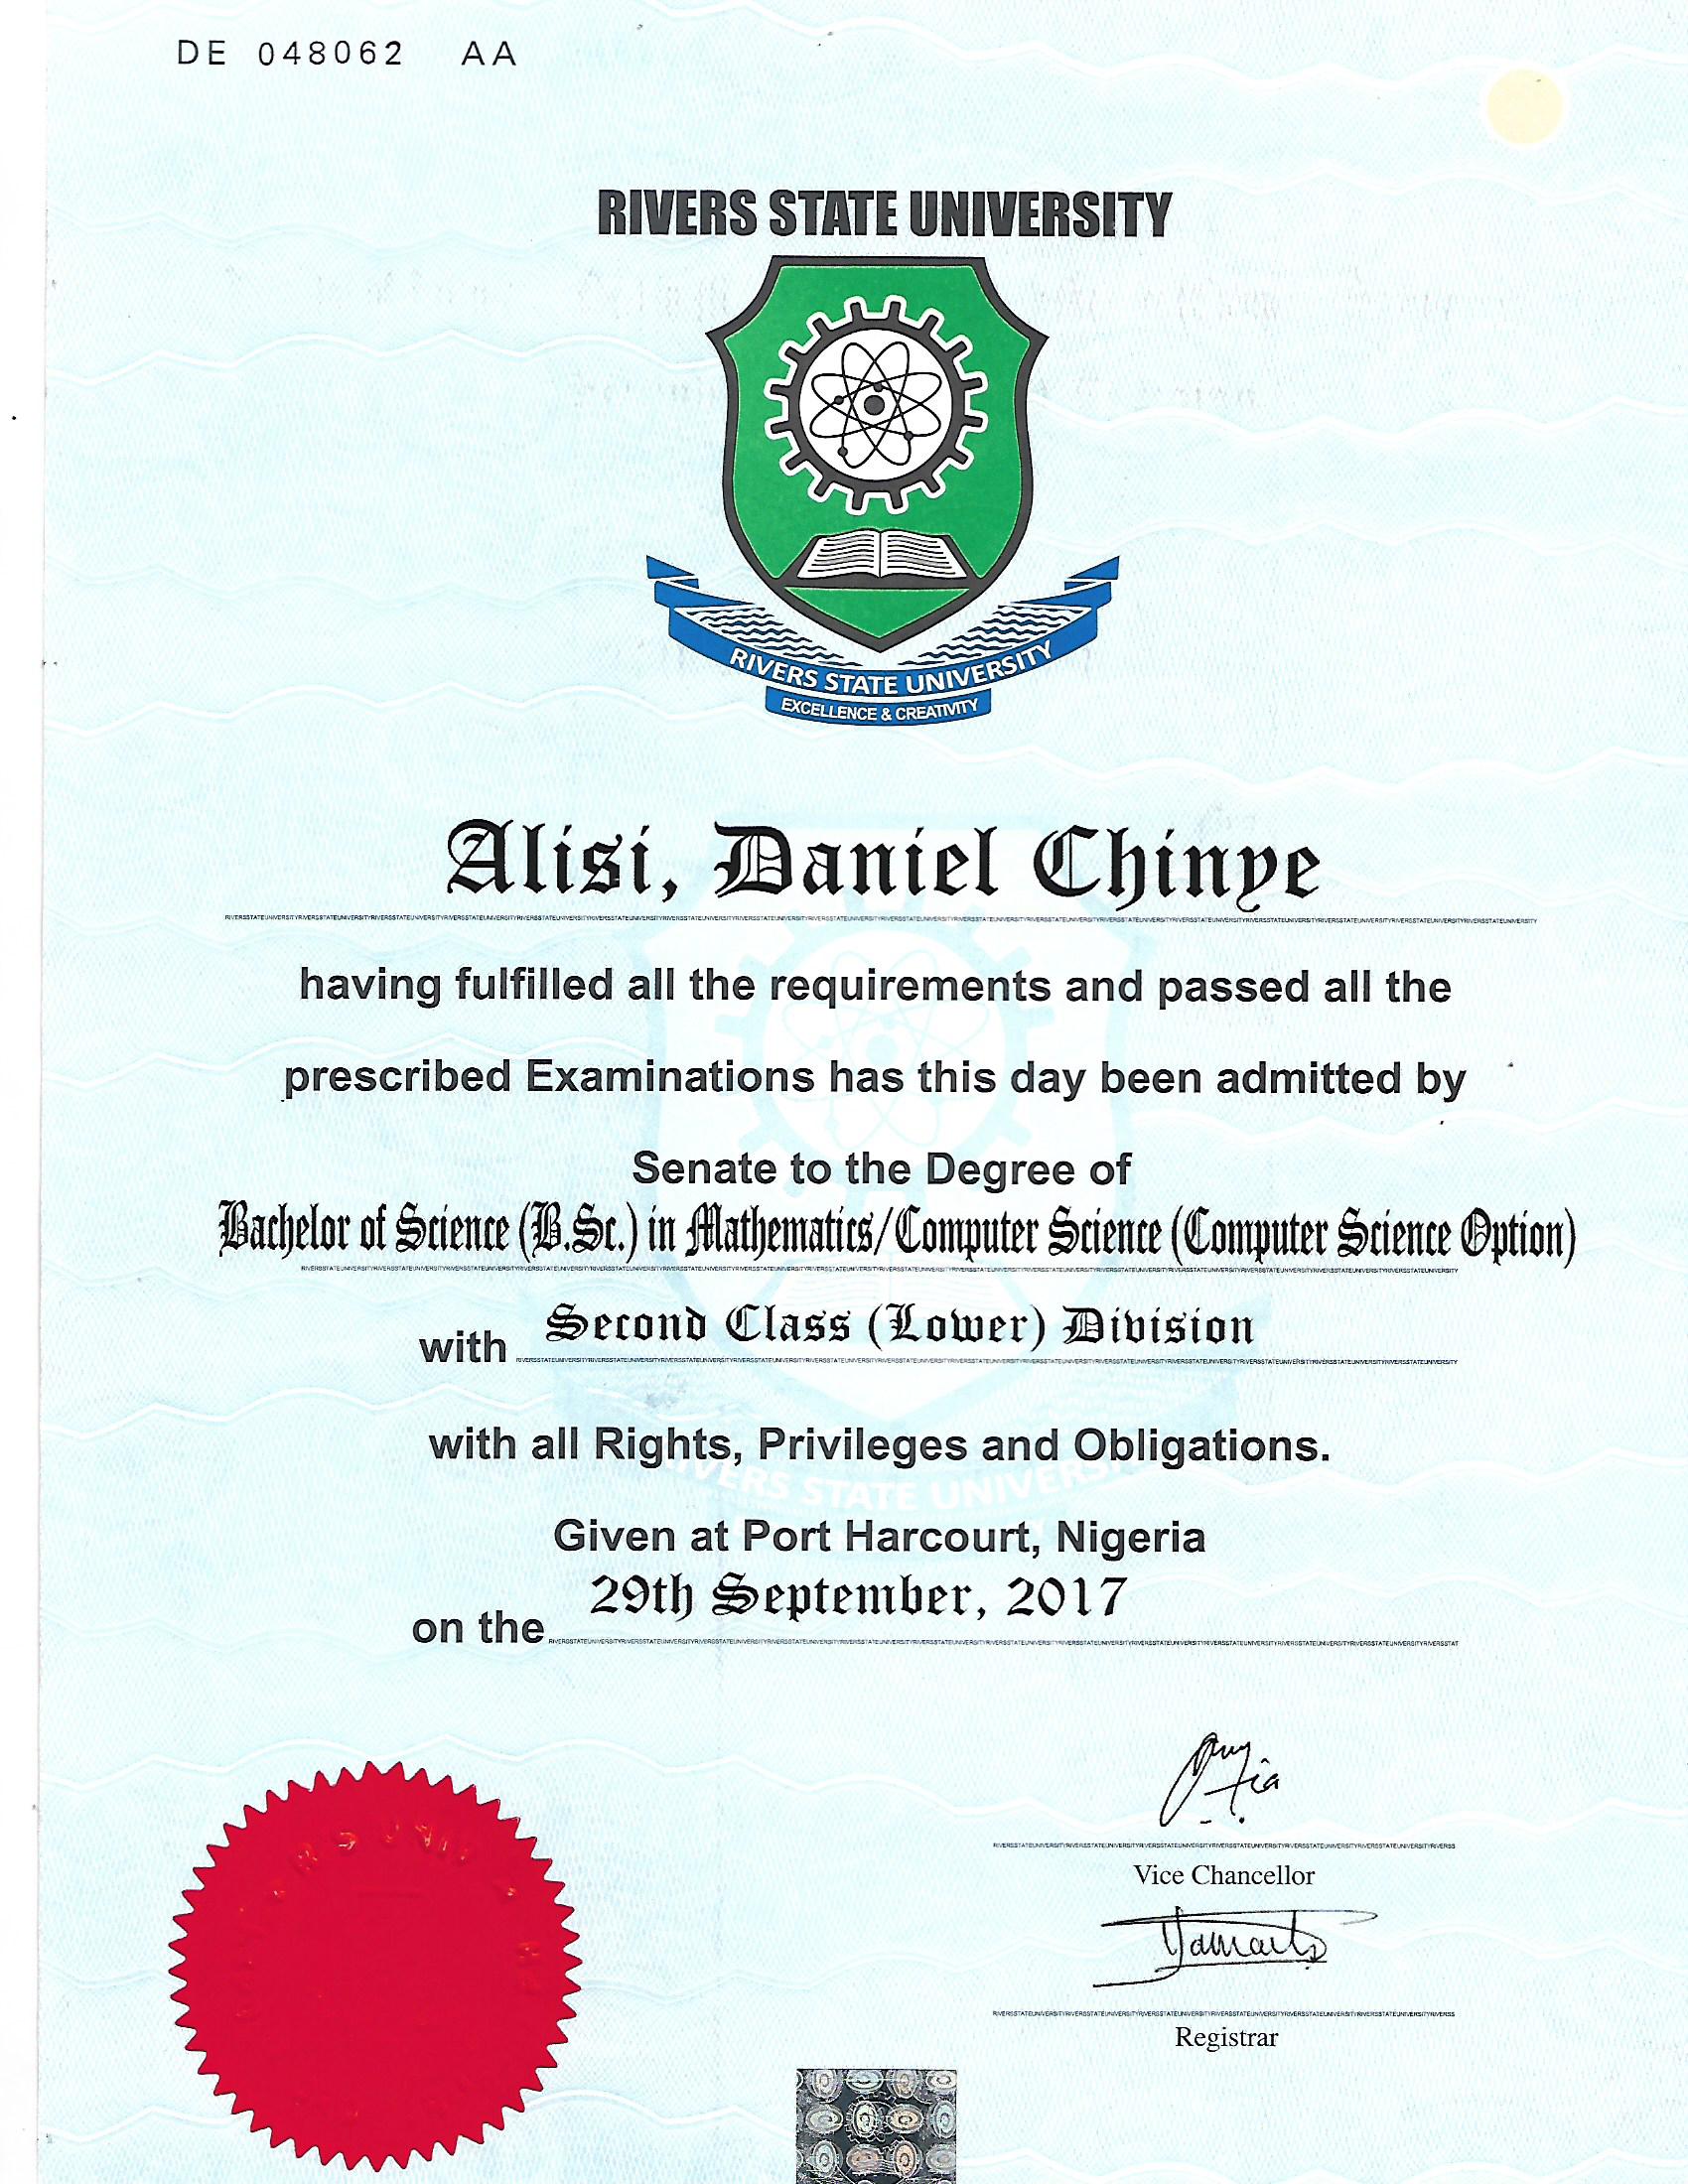 DE 048062 AA
RIVERS STATE UNIVERSITY
RIVERS STATE UNIVERSITY
EXCELLENCE & CREATIVITY
Alisi, Daniel Chinye
having fulfilled all the requirements and passed all the
prescribed Examinations has this day been admitted by
Senate to the Degree of
Bachelor of Science (B.Sc.) in Mathematics/Computer Science (Computer Science Option)
with Second Class (Lower) Division
with all Rights, Privileges and Obligations.
Given at Port Harcourt, Nigeria
on the 29th September, 2017
Vice Chancellor
Registrar